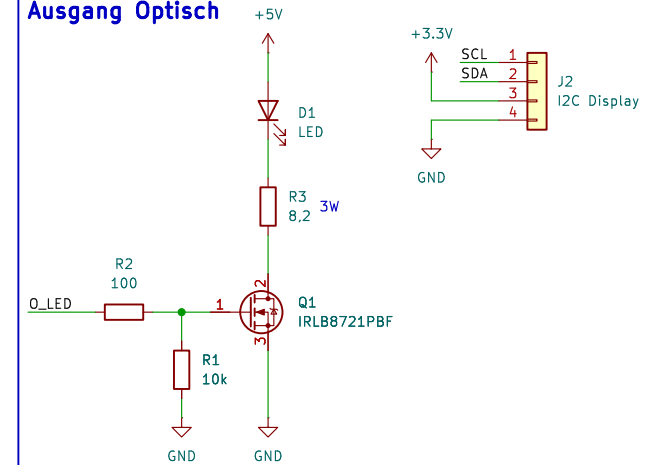 Ausgang Optisch
+5V
+3.3V
SCL 1
SDA 2
3
4
J2
I2C Display
GND
D1
LED
R3
8,2 3W
R2
100
O_LED
1
2
3
Q1
IRLB8721PBF
R1
10k
GND
GND